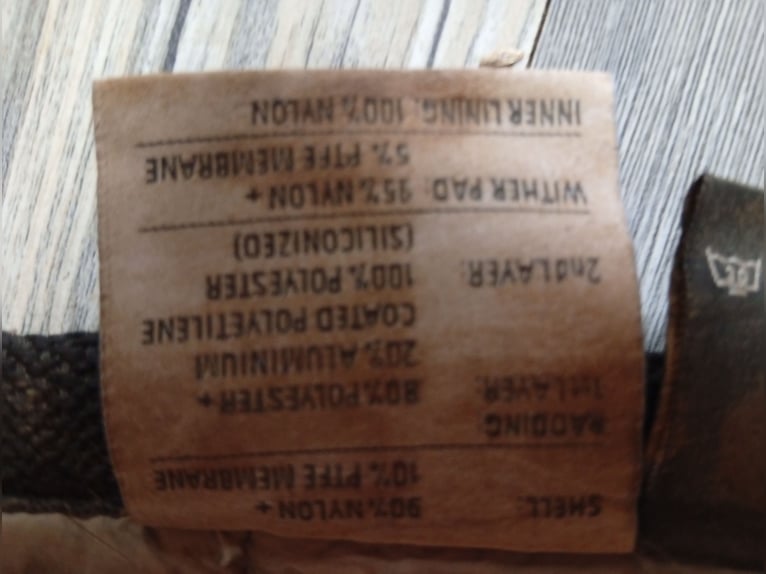 SHELL: 90% NYLON +
10% PTFE MEMBRANE
PADDING:
1st LAYER: 80% POLYESTER +
20% ALUMINIUM
COATED POLYETILENE
2nd LAYER: 100% POLYESTER
(SILICONIZED)
WITHER PAD: 95% NYLON +
5% PTFE MEMBRANE
INNER LINING: 100% NYLON